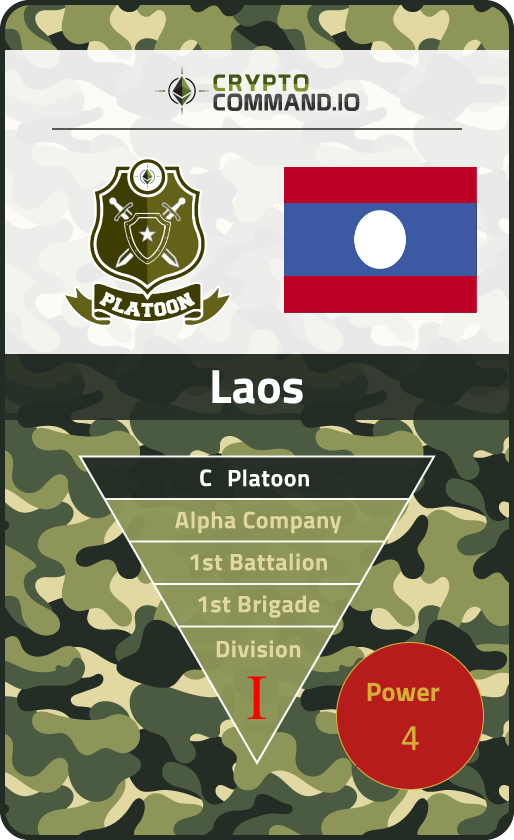 CRYPTO
COMMAND.IO
PLATOON
Laos
C Platoon
Alpha Company
1st Battalion
1st Brigade
Division
I
Power
4